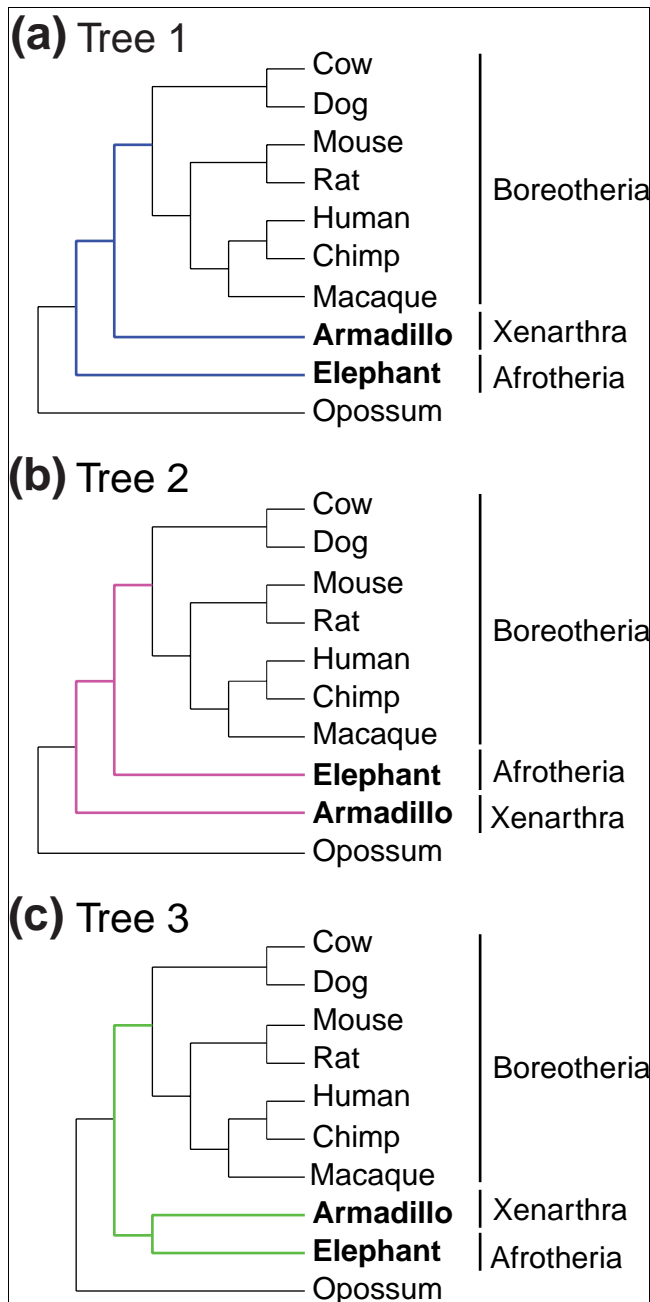 (a) Tree 1
Cow
Dog
Mouse
Rat
Human
Chimp
Macaque
Boreotheria
Armadillo Xenarthra
Elephant Afrotheria
Opossum
(b) Tree 2
Cow
Dog
Mouse
Rat
Human
Chimp
Macaque
Boreotheria
Elephant Afrotheria
Armadillo Xenarthra
Opossum
(c) Tree 3
Cow
Dog
Mouse
Rat
Human
Chimp
Macaque
Boreotheria
Armadillo Xenarthra
Elephant Afrotheria
Opossum